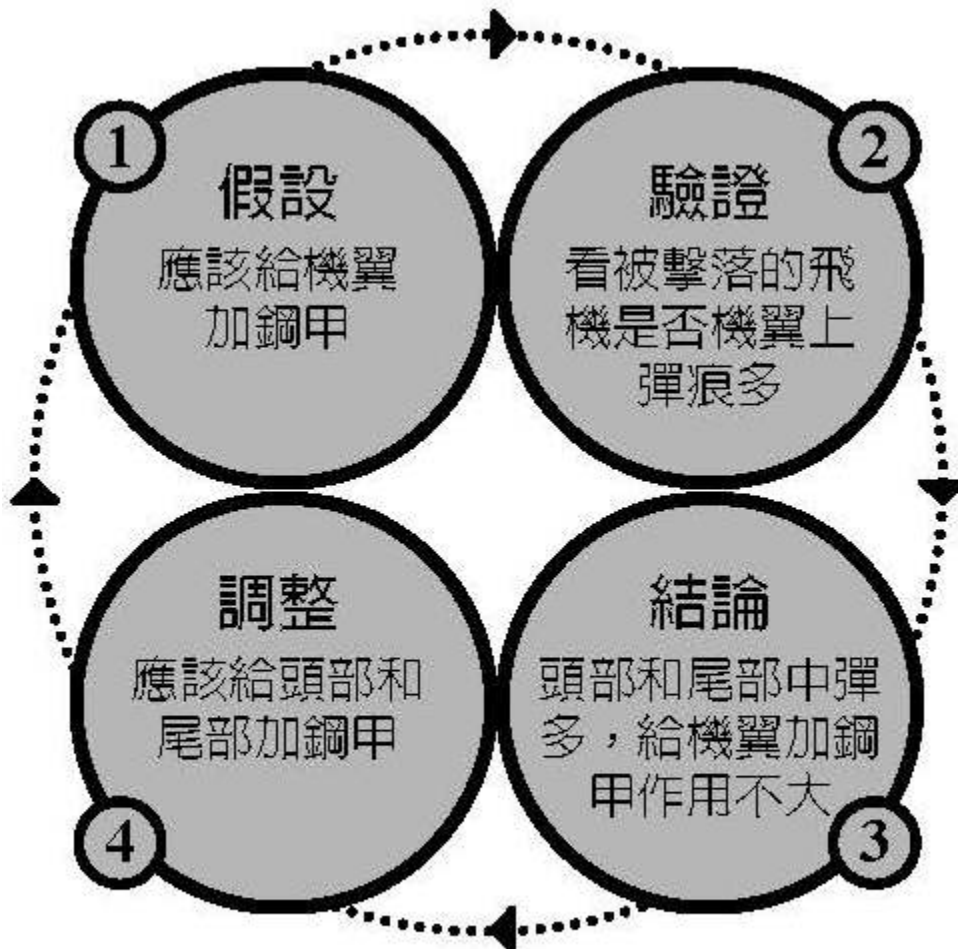 1
假設
應該給機翼
加鋼甲
2
驗證
看被擊落的飛
機是否機翼上
彈痕多
3
結論
頭部和尾部中彈
多，給機翼加鋼
甲作用不大
4
調整
應該給頭部和
尾部加鋼甲